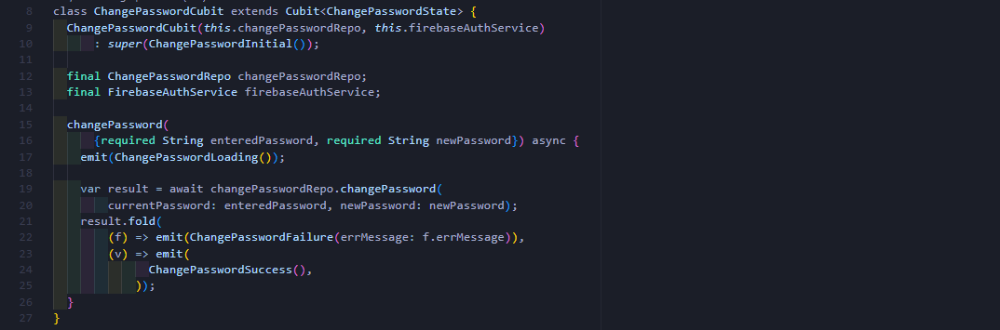 8 class ChangePasswordCubit extends Cubit<ChangePasswordState> {
9 ChangePasswordCubit(this.changePasswordRepo, this.firebaseAuthService)
10 : super(ChangePasswordInitial());
11
12 final ChangePasswordRepo changePasswordRepo;
13 final FirebaseAuthService firebaseAuthService;
14
15 changePassword(
16 {required String enteredPassword, required String newPassword}) async {
17 emit(ChangePasswordLoading());
18
19 var result = await changePasswordRepo.changePassword(
20 currentPassword: enteredPassword, newPassword: newPassword);
21 result.fold(
22 (f) => emit(ChangePasswordFailure(errMessage: f.errMessage)),
23 (v) => emit(
24 ChangePasswordSuccess(),
25 ));
26 }
27 }